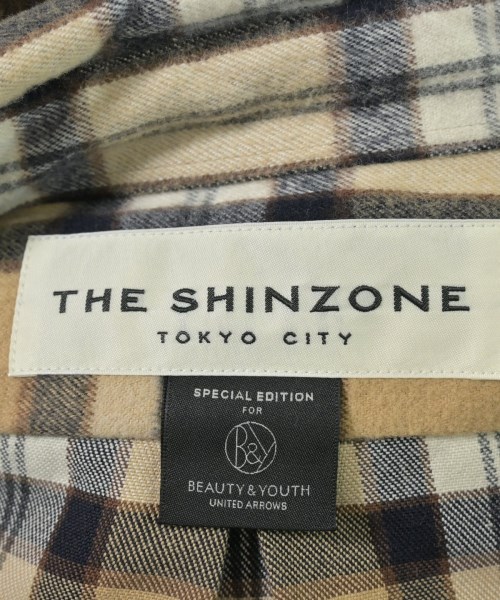 THE SHINZONE
TOKYO CITY
SPECIAL EDITION
FOR
B&Y
BEAUTY & YOUTH
UNITED ARROWS